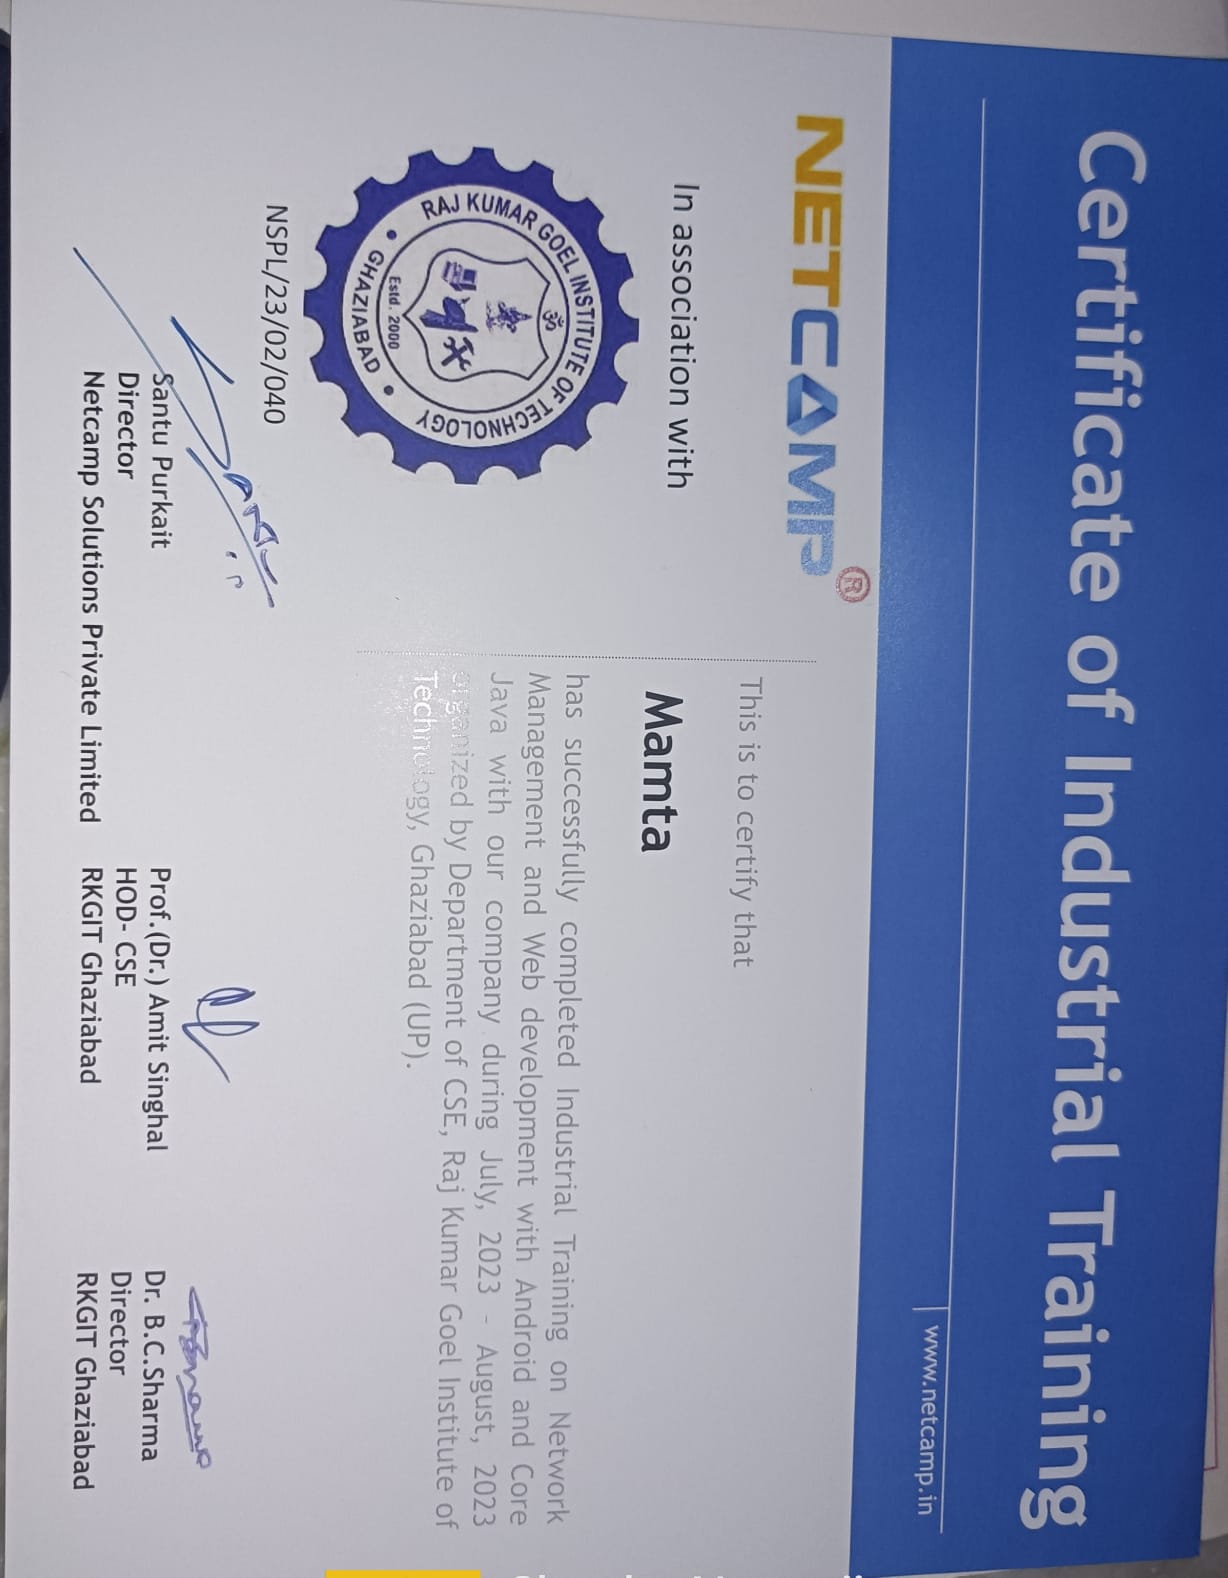 Certificate of Industrial Training
www.netcamp.in
NETCAMP®
In association with
RAJ KUMAR GOEL INSTITUTE OF TECHNOLOGY
ॐ
Estd. 2000
GHAZIABAD
NSPL/23/02/040
This is to certify that
Mamta
has successfully completed Industrial Training on Network
Management and Web development with Android and Core
Java with our company during July, 2023 - August, 2023
organized by Department of CSE, Raj Kumar Goel Institute of
Technology, Ghaziabad (UP).
Santu Purkait
Director
Netcamp Solutions Private Limited
Prof.(Dr.) Amit Singhal
HOD- CSE
RKGIT Ghaziabad
Dr. B.C.Sharma
Director
RKGIT Ghaziabad